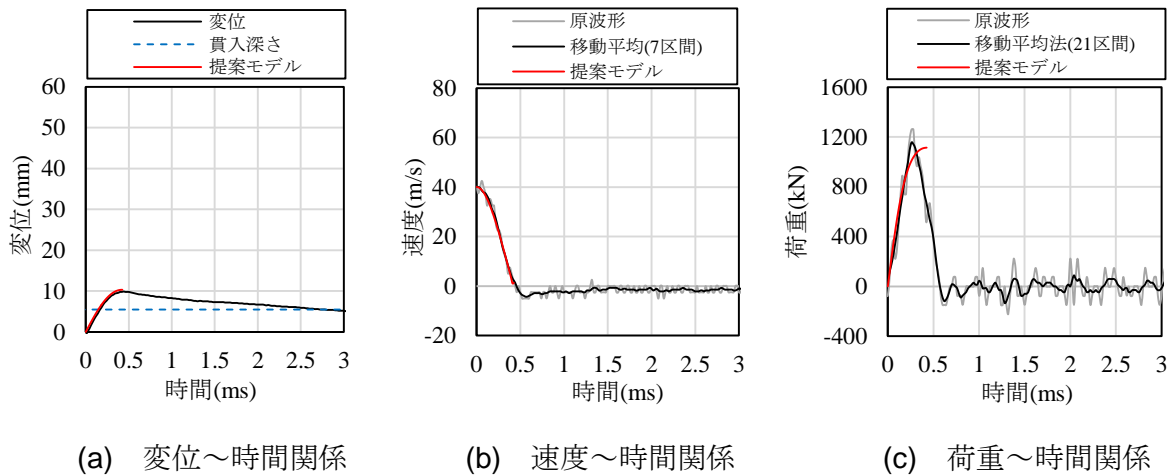 変位
貫入深さ
提案モデル
60
50
40
30
20
10
0
変位(mm)
0 0.5 1 1.5 2 2.5 3
時間(ms)
(a) 変位～時間関係
原波形
移動平均(7区間)
提案モデル
80
60
40
20
0
-20
速度(m/s)
0 0.5 1 1.5 2 2.5 3
時間(ms)
(b) 速度～時間関係
原波形
移動平均法(21区間)
提案モデル
1600
1200
800
400
0
-400
荷重(kN)
0 0.5 1 1.5 2 2.5 3
時間(ms)
(c) 荷重～時間関係